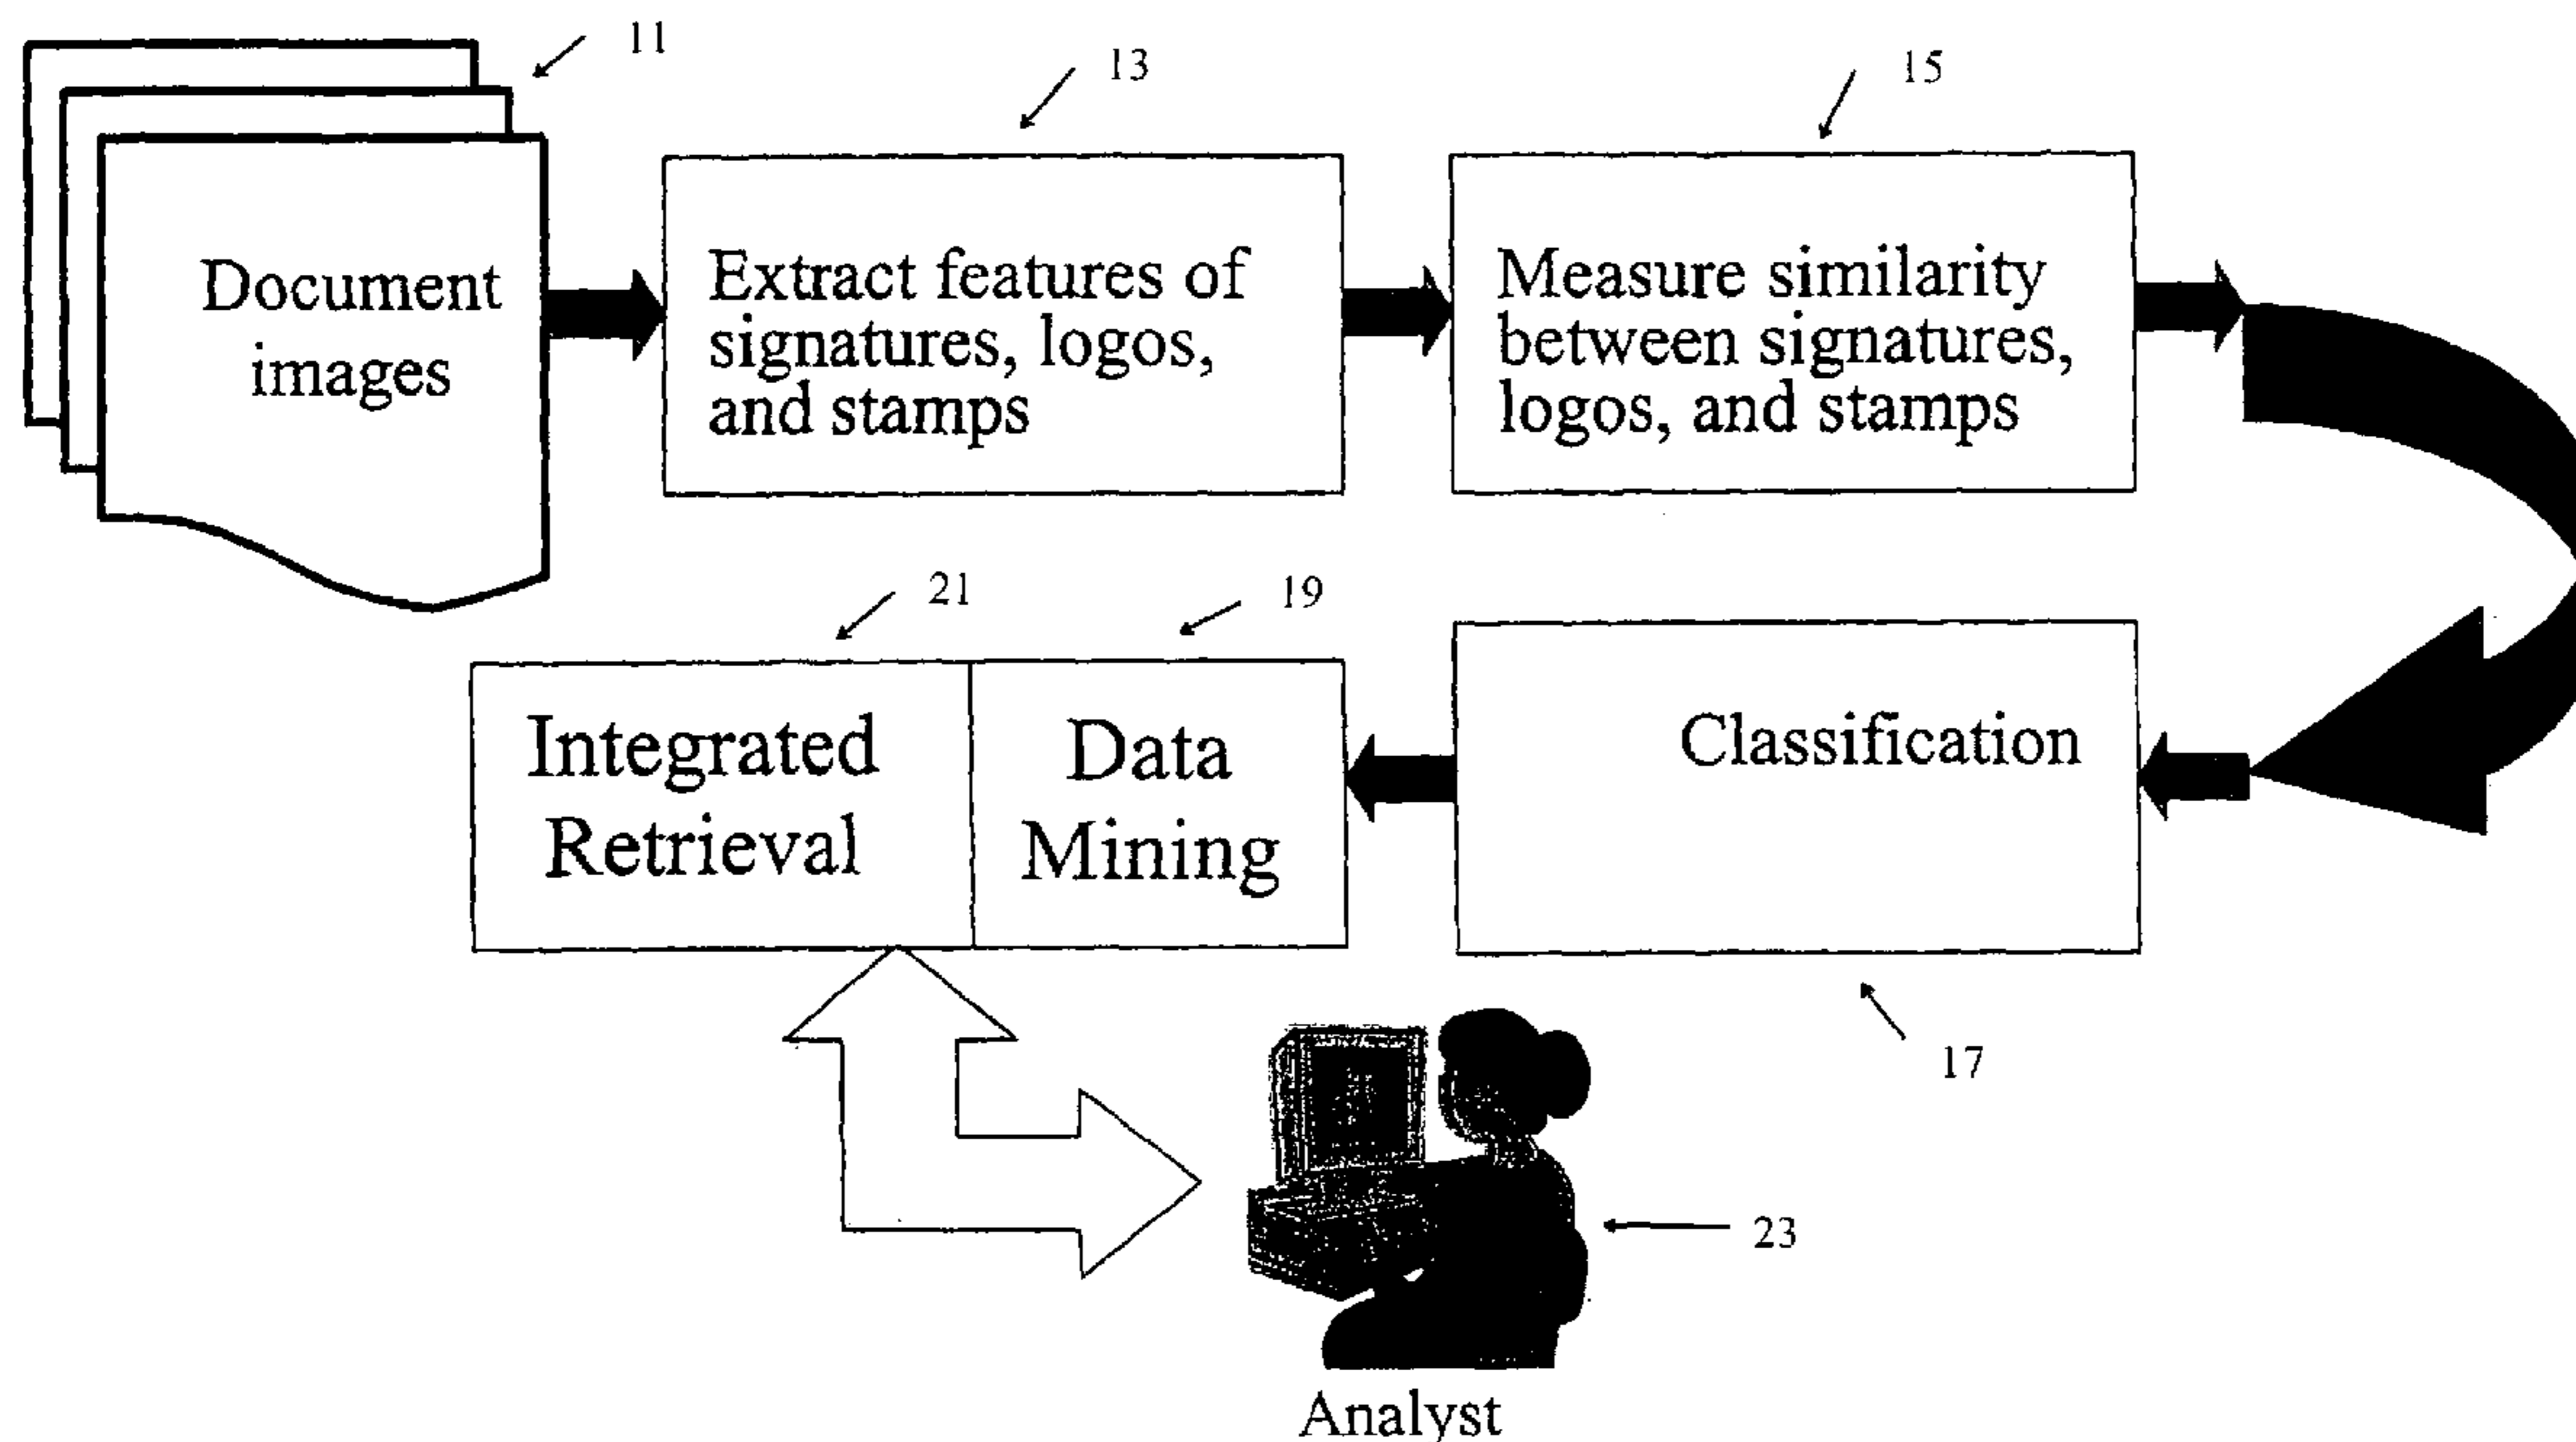 11
13
15
Document
images
Extract features of
signatures, logos,
and stamps
Measure similarity
between signatures,
logos, and stamps
21
19
Integrated
Retrieval
Data
Mining
Classification
17
23
Analyst